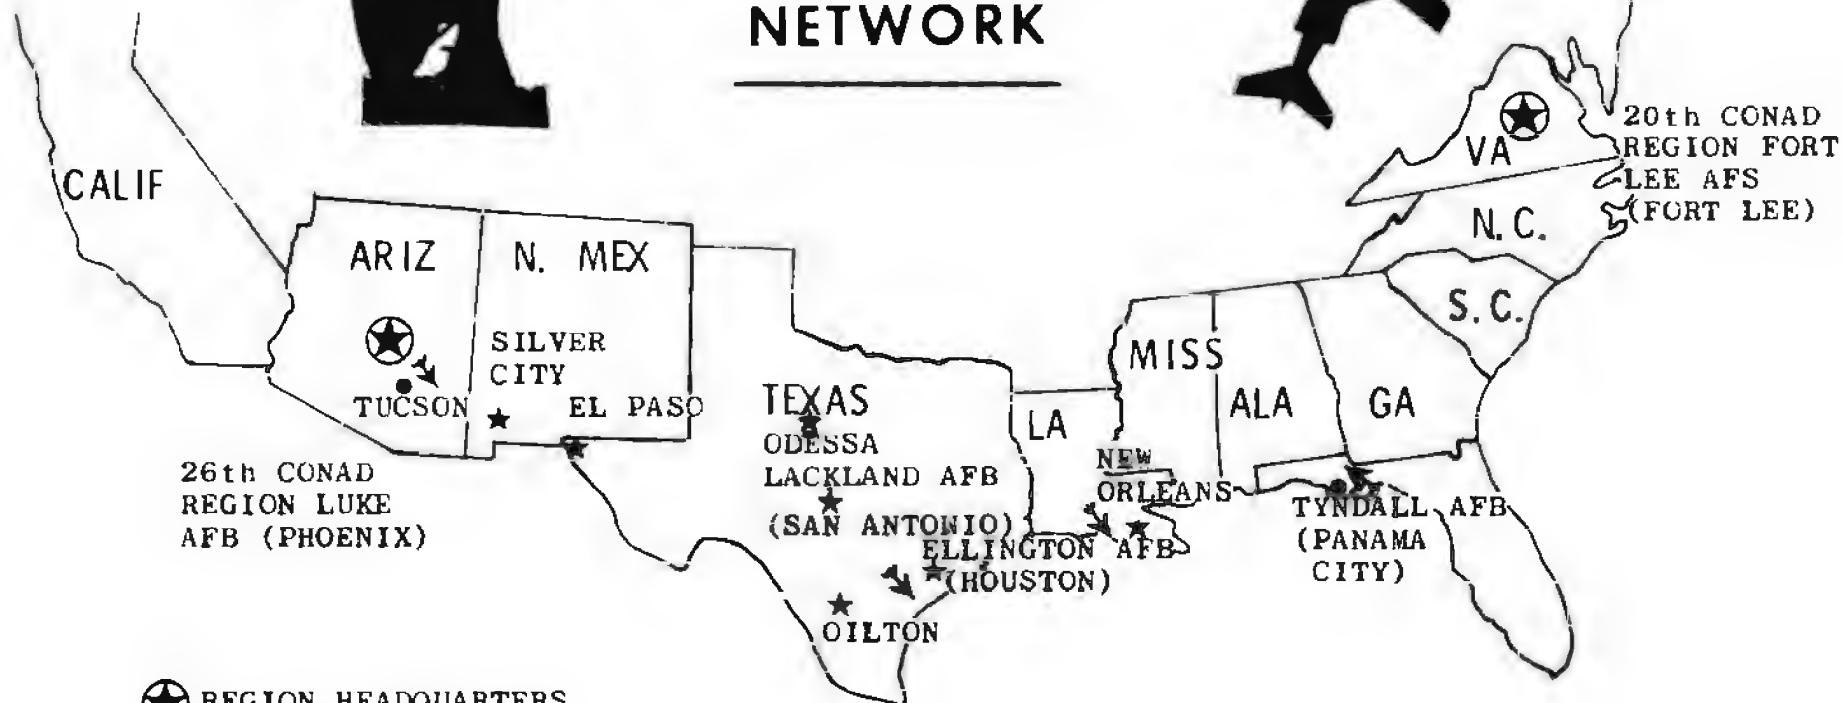 NETWORK
20th CONAD
REGION FORT
LEE AFS
(FORT LEE)
VA
CALIF
N.C.
ARIZ
N. MEX
S.C.
SILVER
CITY
MISS
TUCSON
EL PASO
TEXAS
ALA
GA
LA
ODESSA
LACKLAND AFB
(SAN ANTONIO)
NEW
ORLEANS
26th CONAD
REGION LUKE
AFB (PHOENIX)
TYNDALL AFB
(PANAMA
CITY)
ELLINGTON AFB
(HOUSTON)
OILTON
REGION HEADQUARTERS